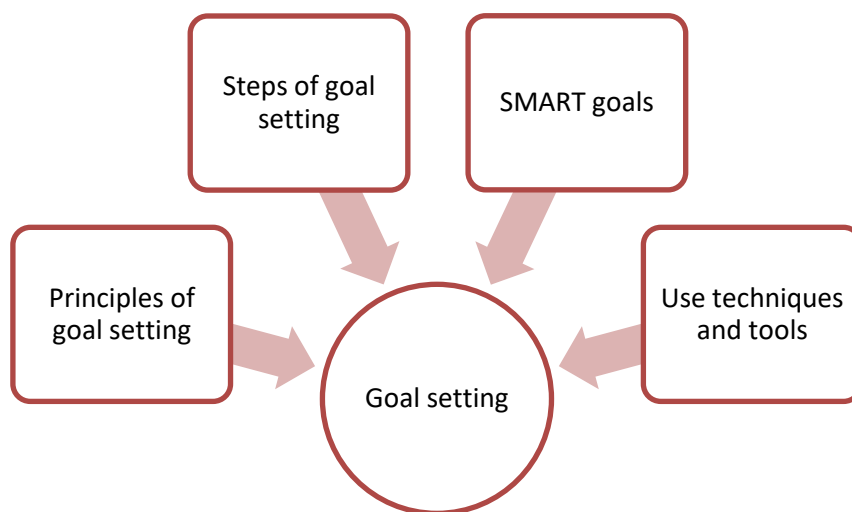 Steps of goal
setting
SMART goals
Principles of
goal setting
Use techniques
and tools
Goal setting